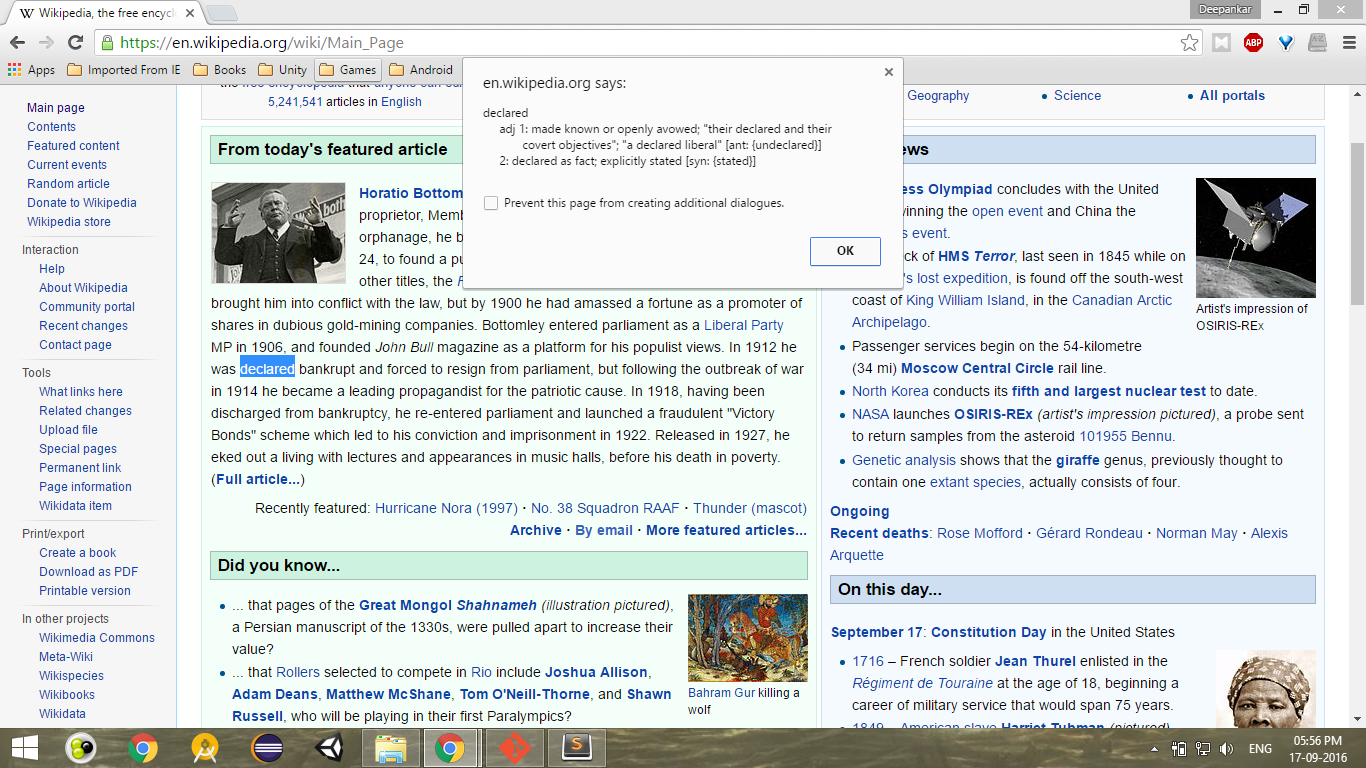 Wikipedia, the free encycl
Deepankar
https://en.wikipedia.org/wiki/Main_Page
ABP
A-Z
Apps Imported From IE Books Unity Games Android
Main page
Contents
Featured content
Current events
Random article
Donate to Wikipedia
Wikipedia store
Interaction
Help
About Wikipedia
Community portal
Recent changes
Contact page
Tools
What links here
Related changes
Upload file
Special pages
Permanent link
Page information
Wikidata item
Print/export
Create a book
Download as PDF
Printable version
In other projects
Wikimedia Commons
Meta-Wiki
Wikispecies
Wikibooks
Wikidata
the free encyclopedia that anyone can
5,241,541 articles in English
Geography • Science • All portals
en.wikipedia.org says:
declared
adj 1: made known or openly avowed; "their declared and their
covert objectives"; "a declared liberal" [ant: {undeclared}]
2: declared as fact; explicitly stated [syn: {stated}]
Prevent this page from creating additional dialogues.
OK
From today's featured article
Horatio Bottom
proprietor, Memb
orphanage, he b
24, to found a pu
other titles, the
brought him into conflict with the law, but by 1900 he had amassed a fortune as a promoter of
shares in dubious gold-mining companies. Bottomley entered parliament as a Liberal Party
MP in 1906, and founded John Bull magazine as a platform for his populist views. In 1912 he
was declared bankrupt and forced to resign from parliament, but following the outbreak of war
in 1914 he became a leading propagandist for the patriotic cause. In 1918, having been
discharged from bankruptcy, he re-entered parliament and launched a fraudulent "Victory
Bonds" scheme which led to his conviction and imprisonment in 1922. Released in 1927, he
eked out a living with lectures and appearances in music halls, before his death in poverty.
(Full article...)
Recently featured: Hurricane Nora (1997) · No. 38 Squadron RAAF · Thunder (mascot)
Archive · By email · More featured articles...
Did you know...
... that pages of the Great Mongol Shahnameh (illustration pictured),
a Persian manuscript of the 1330s, were pulled apart to increase their
value?
... that Rollers selected to compete in Rio include Joshua Allison,
Adam Deans, Matthew McShane, Tom O'Neill-Thorne, and Shawn
Russell, who will be playing in their first Paralympics?
Bahram Gur killing a
wolf
ews
ess Olympiad concludes with the United
inning the open event and China the
s event.
ck of HMS Terror, last seen in 1845 while on
's lost expedition, is found off the south-west
coast of King William Island, in the Canadian Arctic
Archipelago.
Passenger services begin on the 54-kilometre
(34 mi) Moscow Central Circle rail line.
North Korea conducts its fifth and largest nuclear test to date.
NASA launches OSIRIS-REx (artist's impression pictured), a probe sent
to return samples from the asteroid 101955 Bennu.
Genetic analysis shows that the giraffe genus, previously thought to
contain one extant species, actually consists of four.
Artist's impression of
OSIRIS-REx
Ongoing
Recent deaths: Rose Mofford · Gérard Rondeau · Norman May · Alexis
Arquette
On this day...
September 17: Constitution Day in the United States
1716 – French soldier Jean Thurel enlisted in the
Régiment de Touraine at the age of 18, beginning a
career of military service that would span 75 years.
1849 – American slave Harriet Tubman (pictured)
ENG
05:56 PM
17-09-2016